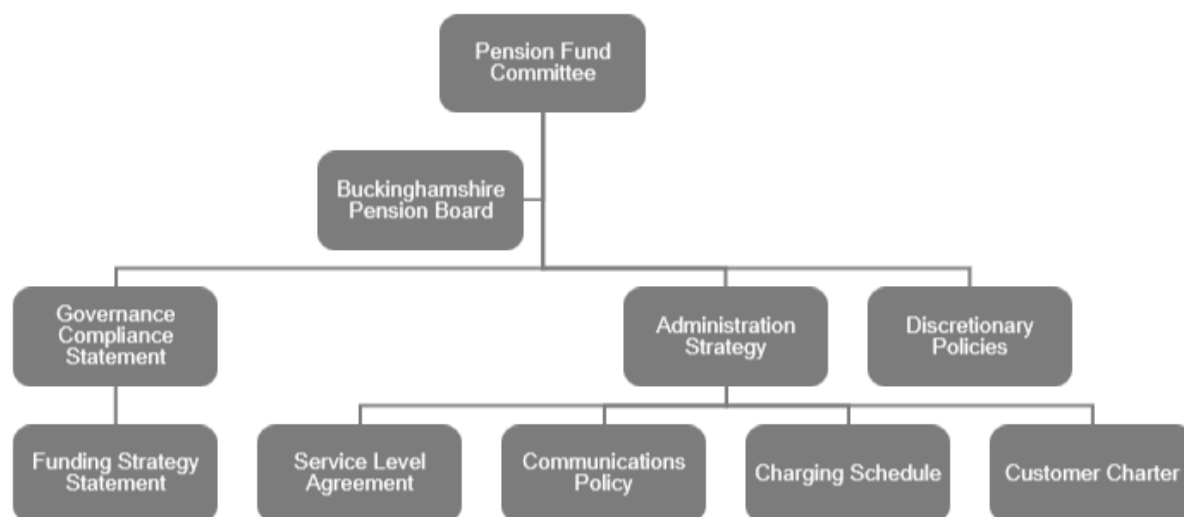 Pension Fund
Committee
Buckinghamshire
Pension Board
Governance
Compliance
Statement
Administration
Strategy
Discretionary
Policies
Funding Strategy
Statement
Service Level
Agreement
Communications
Policy
Charging Schedule
Customer Charter